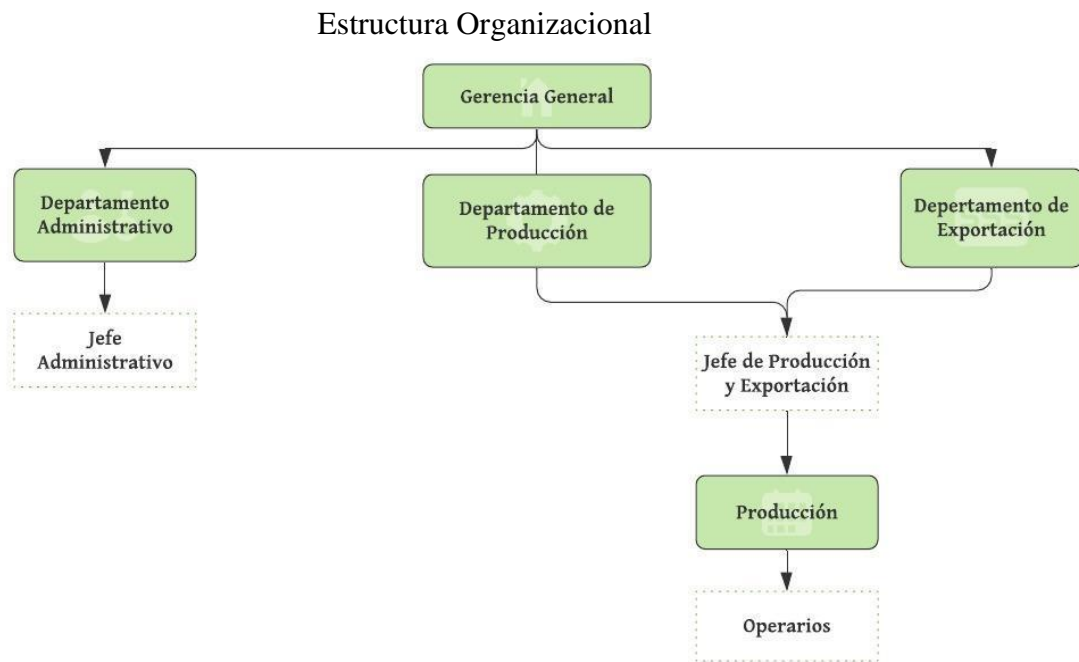 Estructura Organizacional
Gerencia General
Departamento
Administrativo
Departamento de
Producción
Depertamento de
Exportación
Jefe
Administrativo
Jefe de Producción
y Exportación
Producción
Operarios